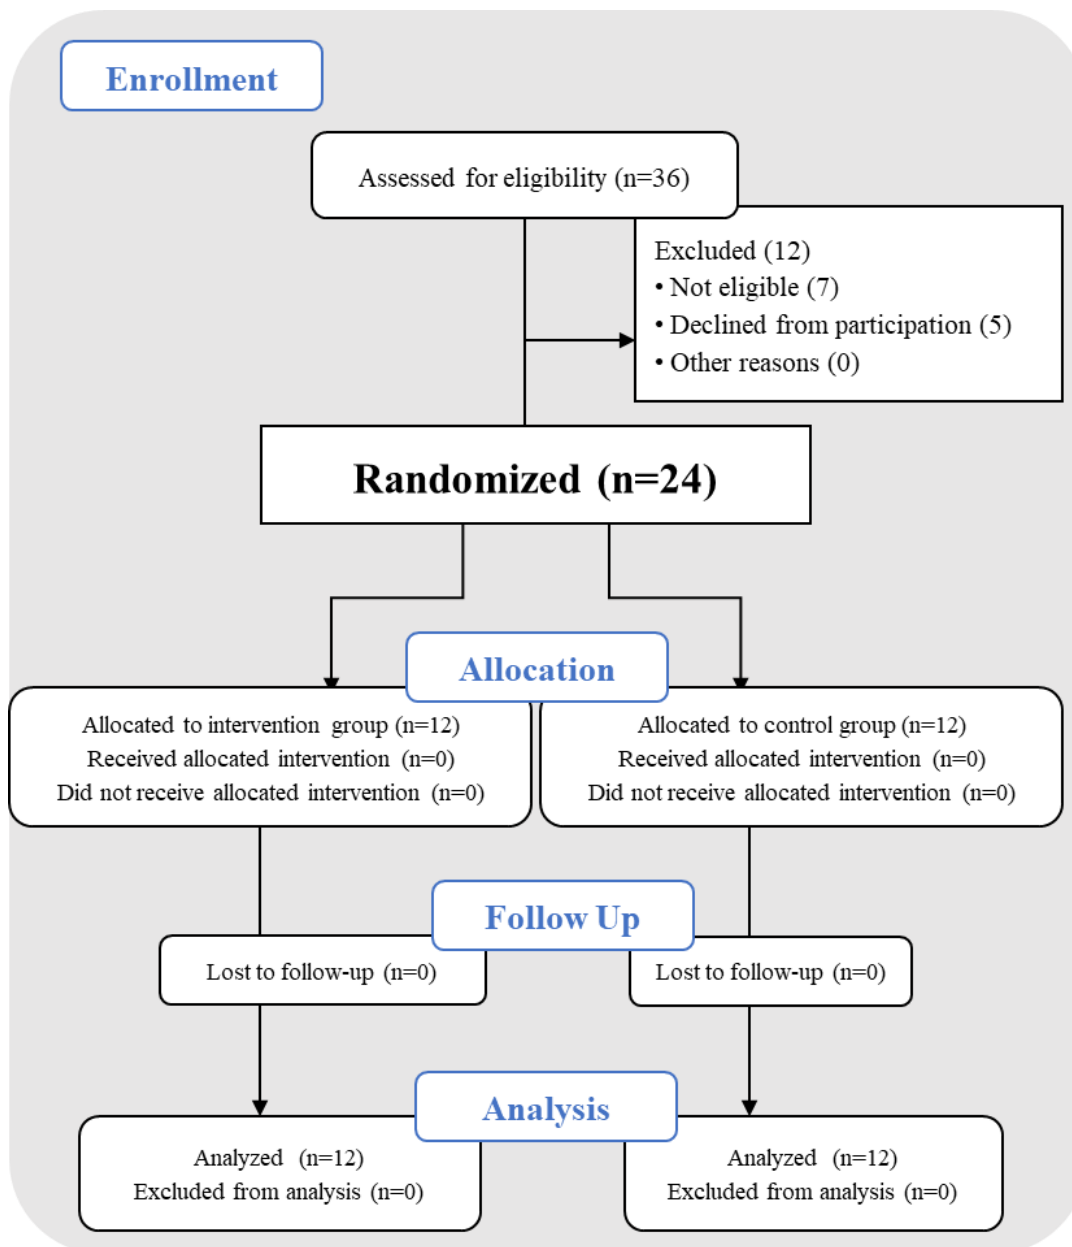 Enrollment
Assessed for eligibility (n=36)
Excluded (12)
• Not eligible (7)
• Declined from participation (5)
• Other reasons (0)
Randomized (n=24)
Allocation
Allocated to intervention group (n=12)
Received allocated intervention (n=0)
Did not receive allocated intervention (n=0)
Allocated to control group (n=12)
Received allocated intervention (n=0)
Did not receive allocated intervention (n=0)
Follow Up
Lost to follow-up (n=0)
Lost to follow-up (n=0)
Analysis
Analyzed (n=12)
Excluded from analysis (n=0)
Analyzed (n=12)
Excluded from analysis (n=0)